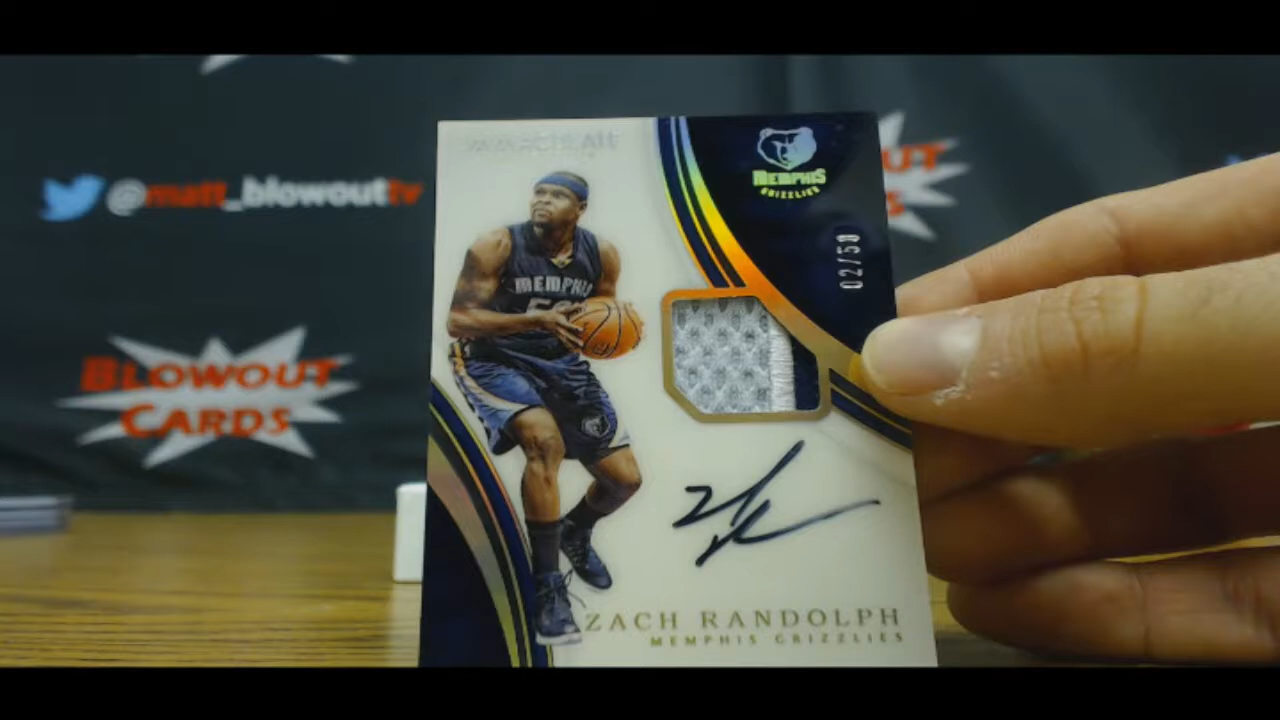 @matt_blowouttv
BLOWOUT
CARDS
MEMPHIS
GRIZZLIES
02/50
MEMPHIS
ZACH RANDOLPH
MEMPHIS GRIZZLIES